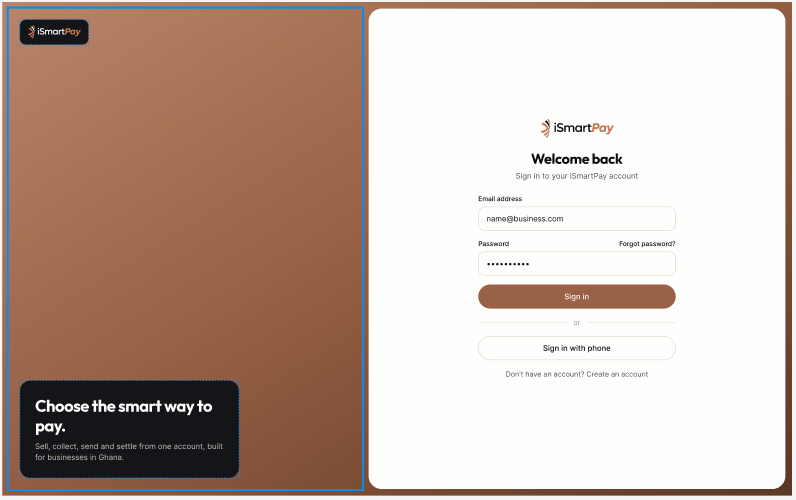 iSmartPay
Choose the smart way to
pay.
Sell, collect, send and settle from one account, built
for businesses in Ghana.
iSmartPay
Welcome back
Sign in to your iSmartPay account
Email address
name@business.com
Password Forgot password?
••••••••••
Sign in
or
Sign in with phone
Don't have an account? Create an account